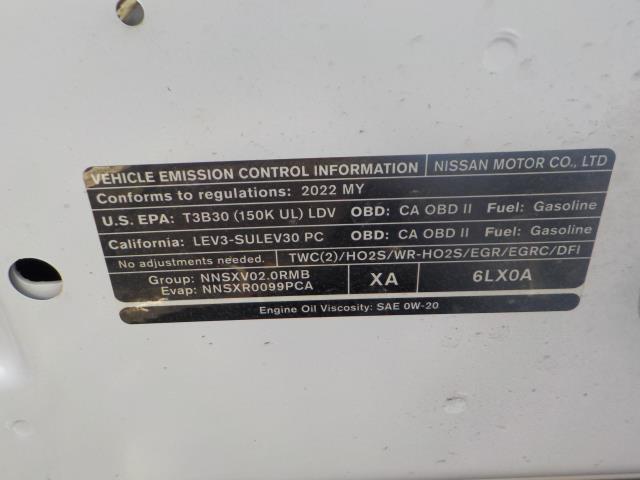 VEHICLE EMISSION CONTROL INFORMATION NISSAN MOTOR CO., LTD
Conforms to regulations: 2022 MY
U.S. EPA: T3B30 (150K UL) LDV OBD: CA OBD II Fuel: Gasoline
California: LEV3-SULEV30 PC OBD: CA OBD II Fuel: Gasoline
No adjustments needed. TWC(2)/HO2S/WR-HO2S/EGR/EGRC/DFI
Group: NNSXV02.0RMB
Evap: NNSXR0099PCA
XA
6LX0A
Engine Oil Viscosity: SAE 0W-20